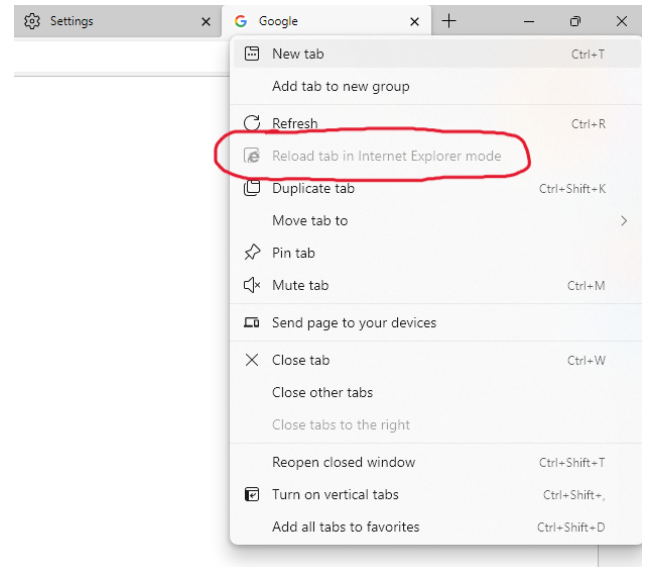 Settings
Google
New tab Ctrl+T
Add tab to new group
Refresh Ctrl+R
Reload tab in Internet Explorer mode
Duplicate tab Ctrl+Shift+K
Move tab to
Pin tab
Mute tab Ctrl+M
Send page to your devices
Close tab Ctrl+W
Close other tabs
Close tabs to the right
Reopen closed window Ctrl+Shift+T
Turn on vertical tabs Ctrl+Shift+,
Add all tabs to favorites Ctrl+Shift+D